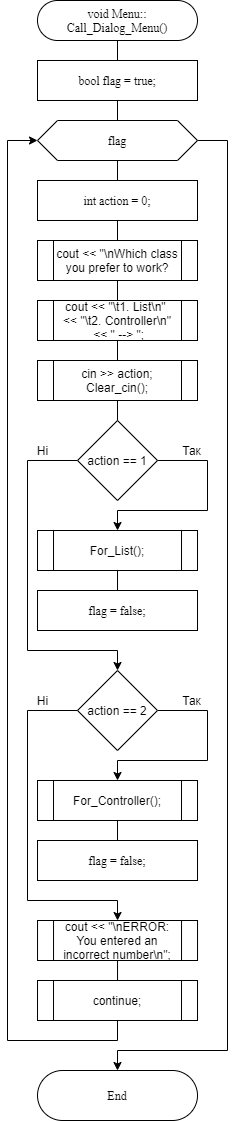 void Menu::
Call_Dialog_Menu()
bool flag = true;
flag
int action = 0;
cout << "\nWhich class
you prefer to work?
cout << "\t1. List\n"
<< "\t2. Controller\n"
<< " --> ";
cin >> action;
Clear_cin();
Ні
action == 1
Так
For_List();
flag = false;
Ні
action == 2
Так
For_Controller();
flag = false;
cout << "\nERROR:
You entered an
incorrect number\n";
continue;
End